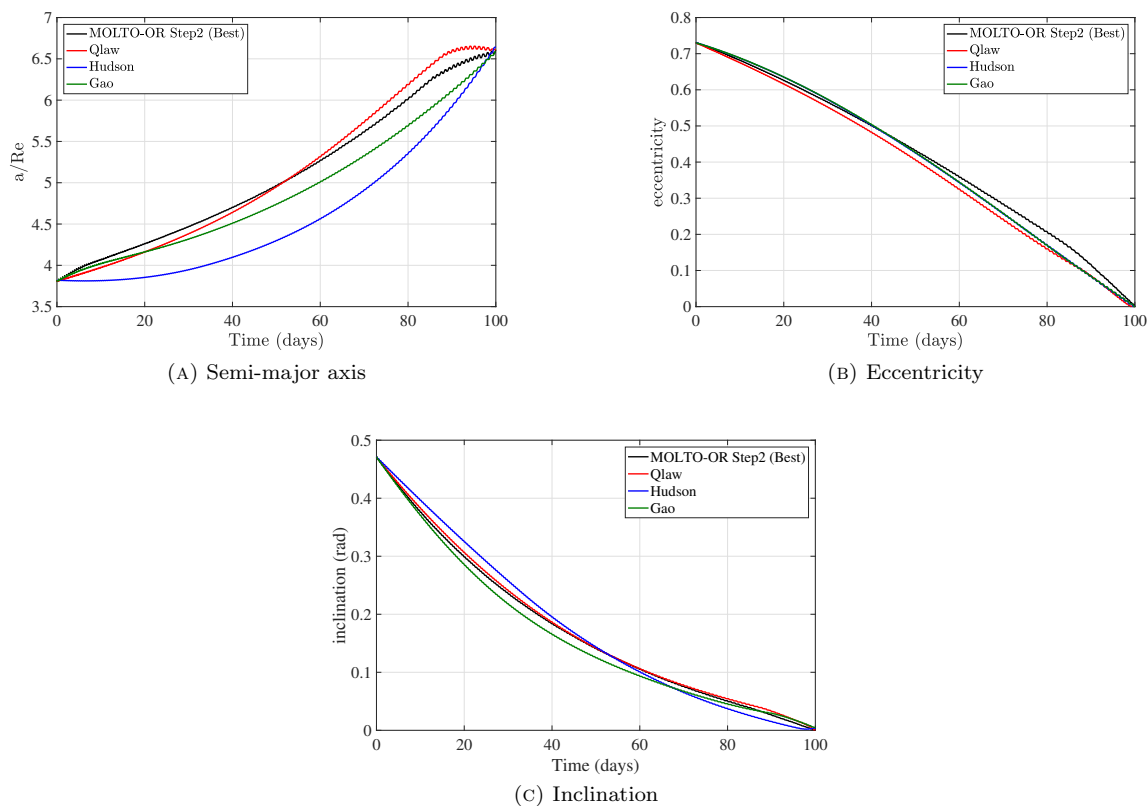 7
6.5
6
5.5
5
4.5
4
3.5
a/Re
0 20 40 60 80 100
Time (days)
MOLTO-OR Step2 (Best)
Qlaw
Hudson
Gao
(A) Semi-major axis
0.8
0.7
0.6
0.5
0.4
0.3
0.2
0.1
0
eccentricity
0 20 40 60 80 100
Time (days)
MOLTO-OR Step2 (Best)
Qlaw
Hudson
Gao
(B) Eccentricity
0.5
0.4
0.3
0.2
0.1
0
inclination (rad)
0 20 40 60 80 100
Time (days)
MOLTO-OR Step2 (Best)
Qlaw
Hudson
Gao
(C) Inclination